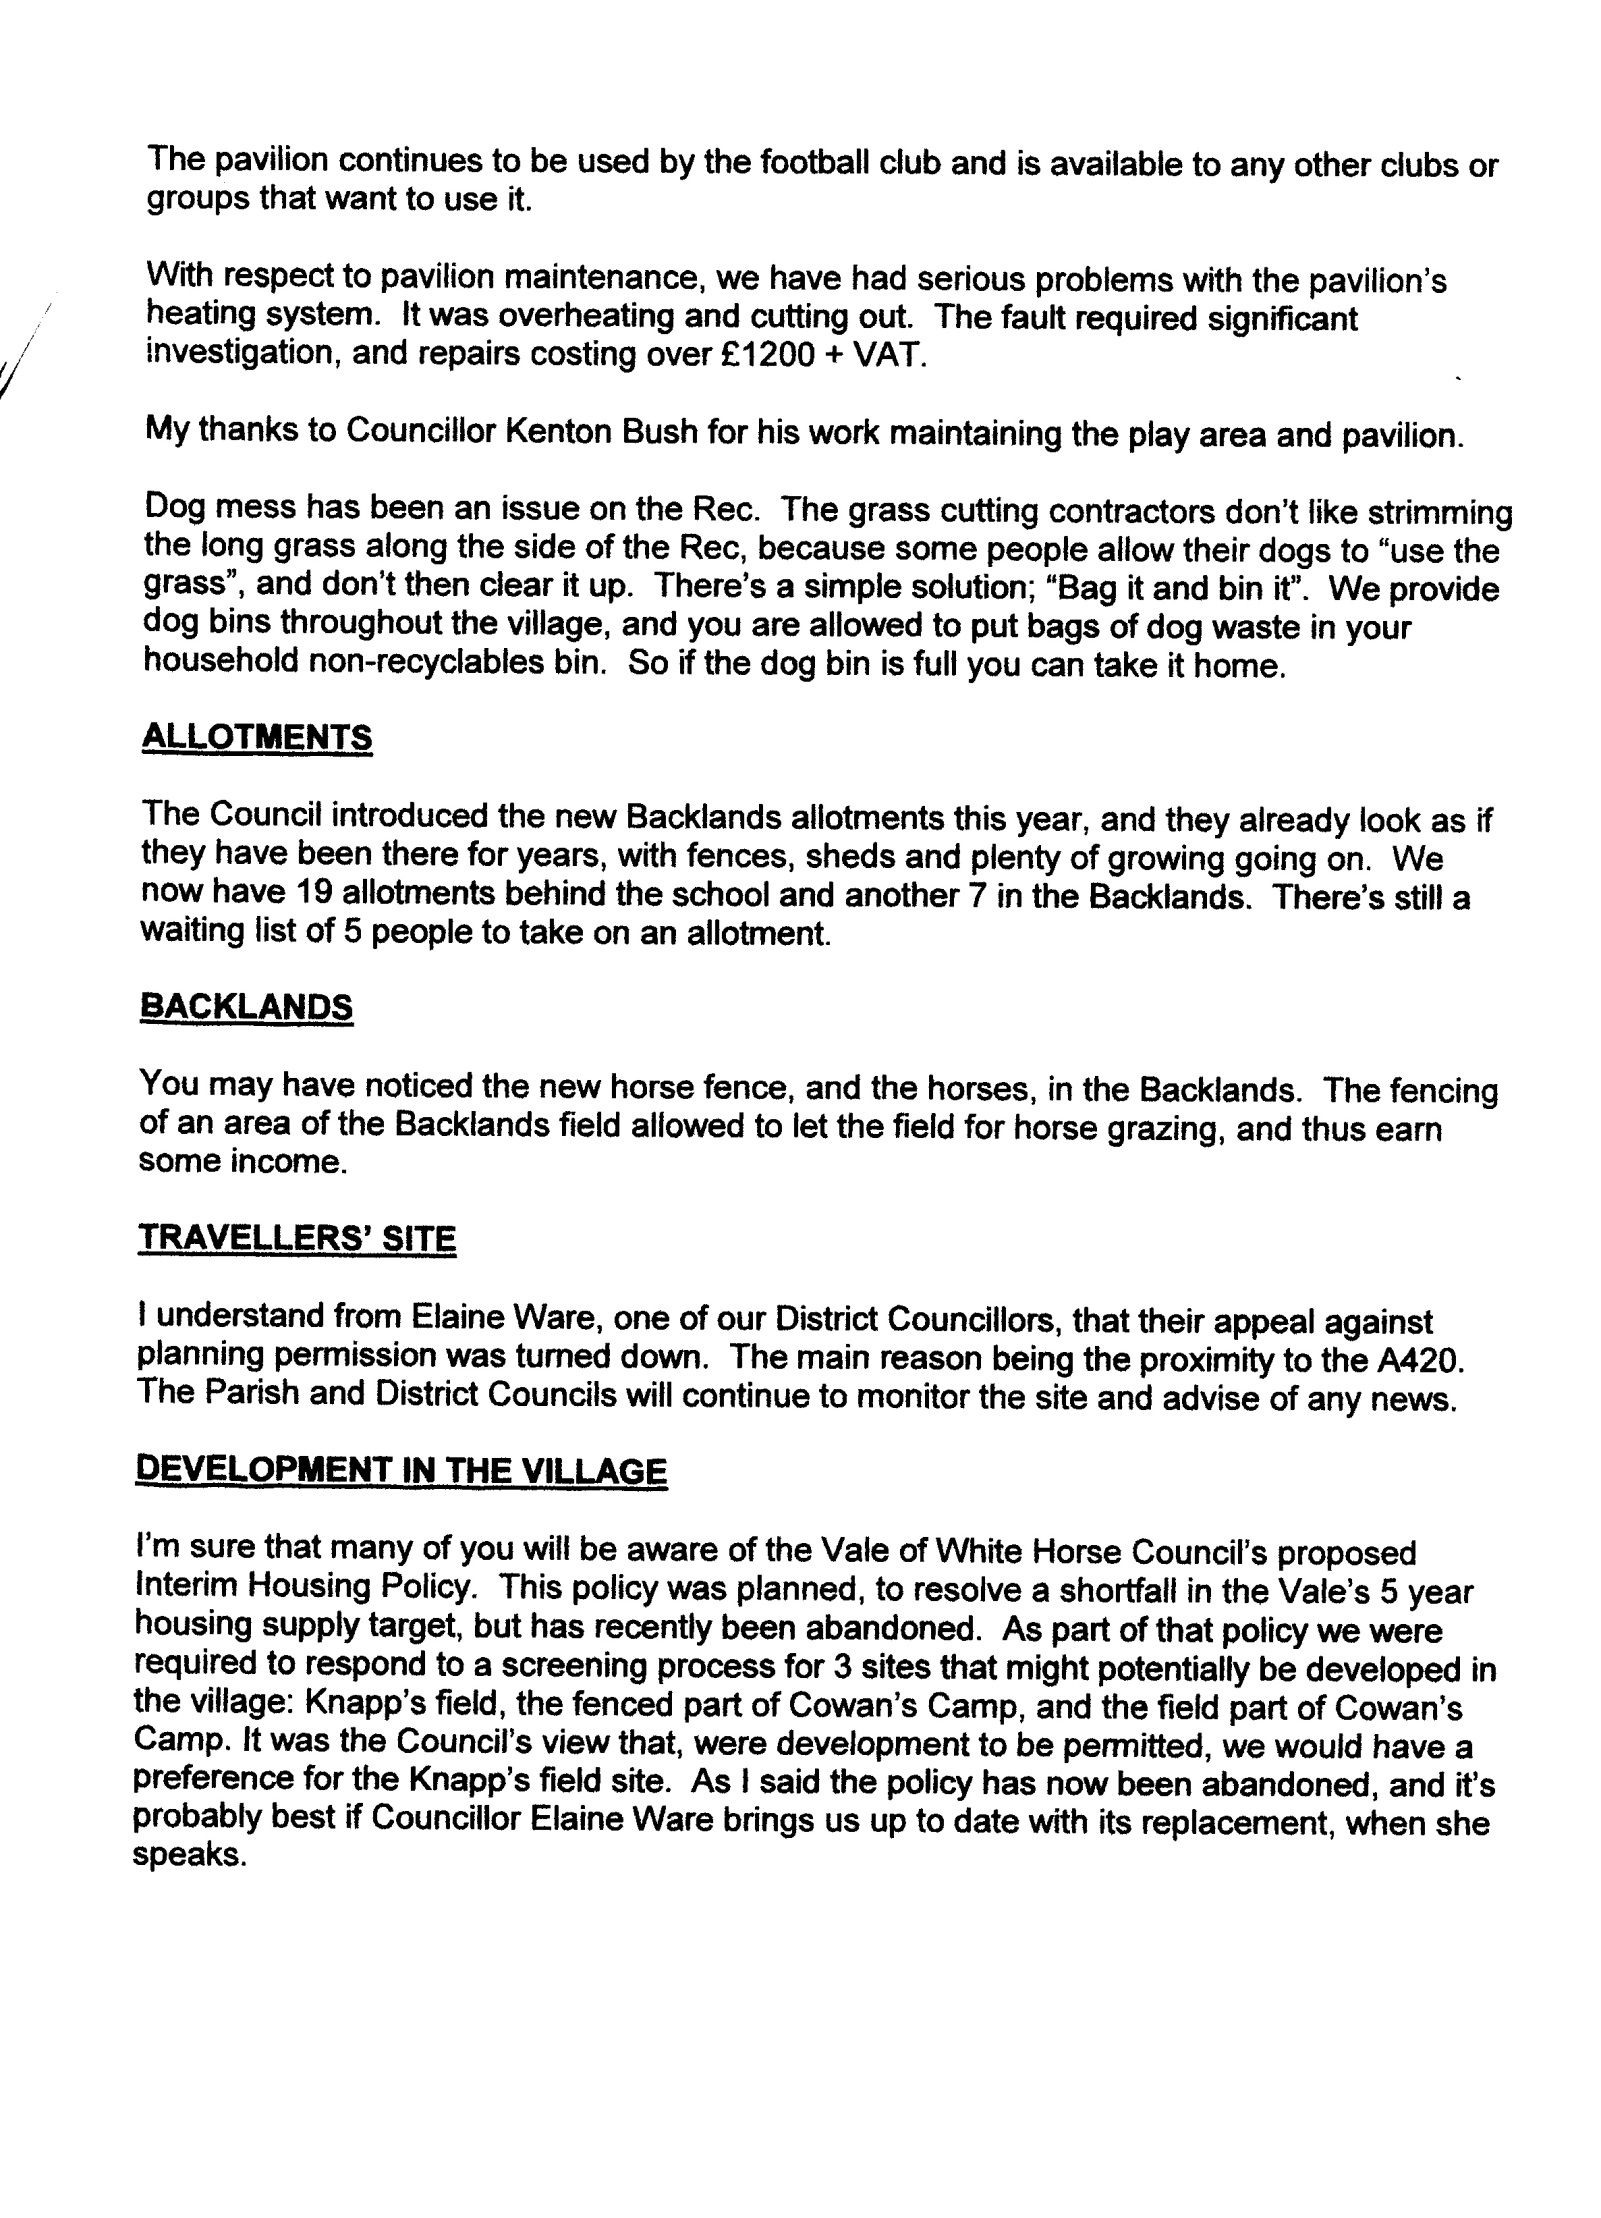 The pavilion continues to be used by the football club and is available to any other clubs or
groups that want to use it.
With respect to pavilion maintenance, we have had serious problems with the pavilion's
heating system. It was overheating and cutting out. The fault required significant
investigation, and repairs costing over £1200 + VAT.
My thanks to Councillor Kenton Bush for his work maintaining the play area and pavilion.
Dog mess has been an issue on the Rec. The grass cutting contractors don't like strimming
the long grass along the side of the Rec, because some people allow their dogs to “use the
grass”, and don't then clear it up. There's a simple solution; “Bag it and bin it”. We provide
dog bins throughout the village, and you are allowed to put bags of dog waste in your
household non-recyclables bin. So if the dog bin is full you can take it home.
ALLOTMENTS
The Council introduced the new Backlands allotments this year, and they already look as if
they have been there for years, with fences, sheds and plenty of growing going on. We
now have 19 allotments behind the school and another 7 in the Backlands. There's still a
waiting list of 5 people to take on an allotment.
BACKLANDS
You may have noticed the new horse fence, and the horses, in the Backlands. The fencing
of an area of the Backlands field allowed to let the field for horse grazing, and thus earn
some income.
TRAVELLERS' SITE
I understand from Elaine Ware, one of our District Councillors, that their appeal against
planning permission was turned down. The main reason being the proximity to the A420.
The Parish and District Councils will continue to monitor the site and advise of any news.
DEVELOPMENT IN THE VILLAGE
I'm sure that many of you will be aware of the Vale of White Horse Council's proposed
Interim Housing Policy. This policy was planned, to resolve a shortfall in the Vale's 5 year
housing supply target, but has recently been abandoned. As part of that policy we were
required to respond to a screening process for 3 sites that might potentially be developed in
the village: Knapp's field, the fenced part of Cowan's Camp, and the field part of Cowan's
Camp. It was the Council's view that, were development to be permitted, we would have a
preference for the Knapp's field site. As I said the policy has now been abandoned, and it's
probably best if Councillor Elaine Ware brings us up to date with its replacement, when she
speaks.